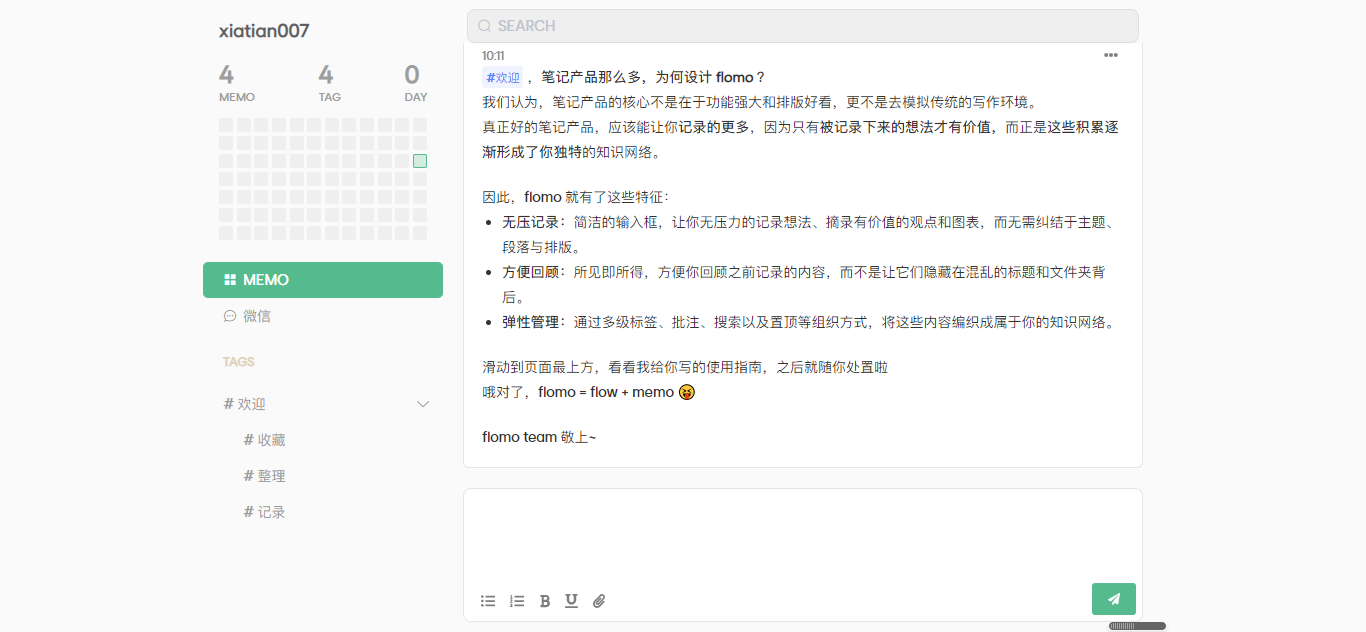 xiatian007
4 4 0
MEMO TAG DAY
MEMO
微信
TAGS
# 欢迎
# 收藏
# 整理
# 记录
SEARCH
10:11
#欢迎 ，笔记产品那么多，为何设计 flomo？
我们认为，笔记产品的核心不是在于功能强大和排版好看，更不是去模拟传统的写作环境。
真正好的笔记产品，应该能让你记录的更多，因为只有被记录下来的想法才有价值，而正是这些积累逐
渐形成了你独特的知识网络。
因此，flomo 就有了这些特征：
• 无压记录：简洁的输入框，让你无压力的记录想法、摘录有价值的观点和图表，而无需纠结于主题、
段落与排版。
• 方便回顾：所见即所得，方便你回顾之前记录的内容，而不是让它们隐藏在混乱的标题和文件夹背
后。
• 弹性管理：通过多级标签、批注、搜索以及置顶等组织方式，将这些内容编织成属于你的知识网络。
滑动到页面最上方，看看我给你写的使用指南，之后就随你处置啦
哦对了，flomo = flow + memo 😝
flomo team 敬上~
B U